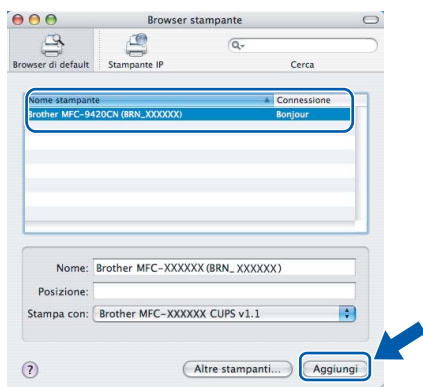 Browser stampante
Browser di default Stampante IP Cerca
Nome stampante Connessione
Brother MFC-9420CN (BRN_XXXXXX) Bonjour
Nome: Brother MFC-XXXXXX (BRN_ XXXXXX)
Posizione:
Stampa con: Brother MFC-XXXXXX CUPS v1.1
? Altre stampanti... Aggiungi